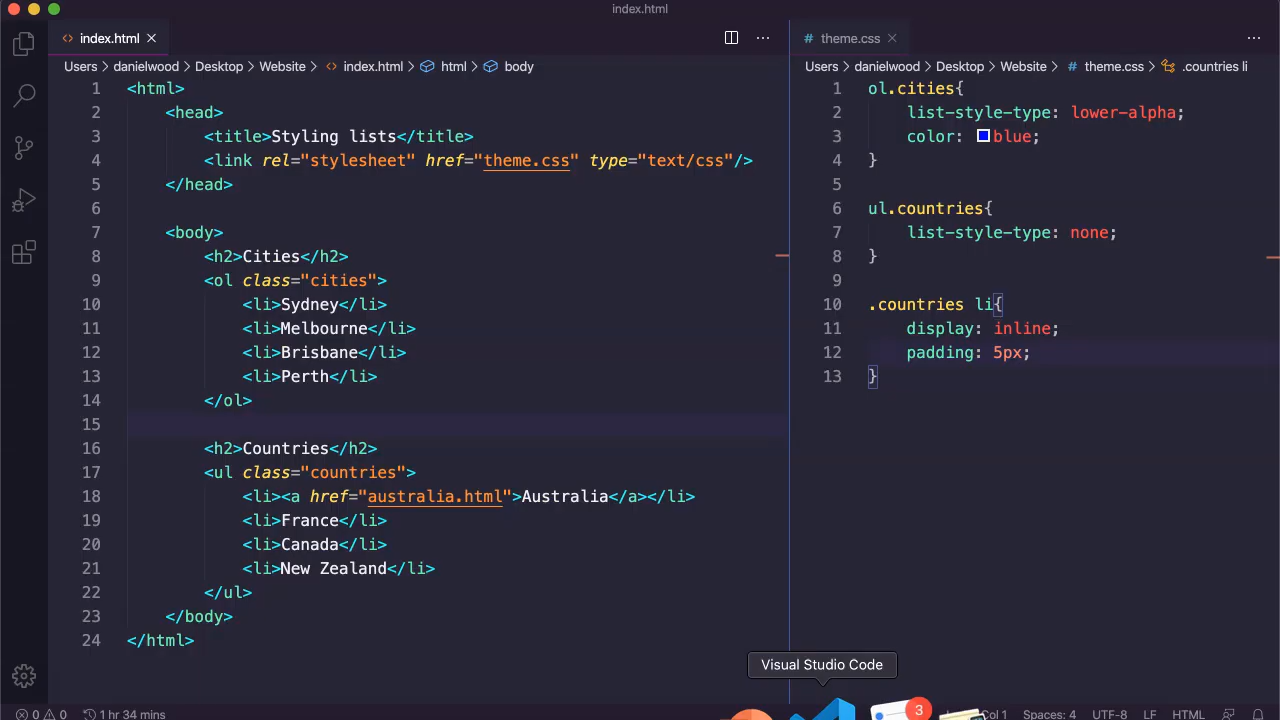 index.html
index.html
theme.css
Users danielwood Desktop Website index.html html body
Users danielwood Desktop Website theme.css .countries li
1 <html>
2 <head>
3 <title>Styling lists</title>
4 <link rel="stylesheet" href="theme.css" type="text/css"/>
5 </head>
6
7 <body>
8 <h2>Cities</h2>
9 <ol class="cities">
10 <li>Sydney</li>
11 <li>Melbourne</li>
12 <li>Brisbane</li>
13 <li>Perth</li>
14 </ol>
15
16 <h2>Countries</h2>
17 <ul class="countries">
18 <li><a href="australia.html">Australia</a></li>
19 <li>France</li>
20 <li>Canada</li>
21 <li>New Zealand</li>
22 </ul>
23 </body>
24 </html>
1 ol.cities{
2 list-style-type: lower-alpha;
3 color: blue;
4 }
5
6 ul.countries{
7 list-style-type: none;
8 }
9
10 .countries li{
11 display: inline;
12 padding: 5px;
13 }
Visual Studio Code
3
0 0 1 hr 34 mins
Col 1 Spaces: 4 UTF-8 LF HTML